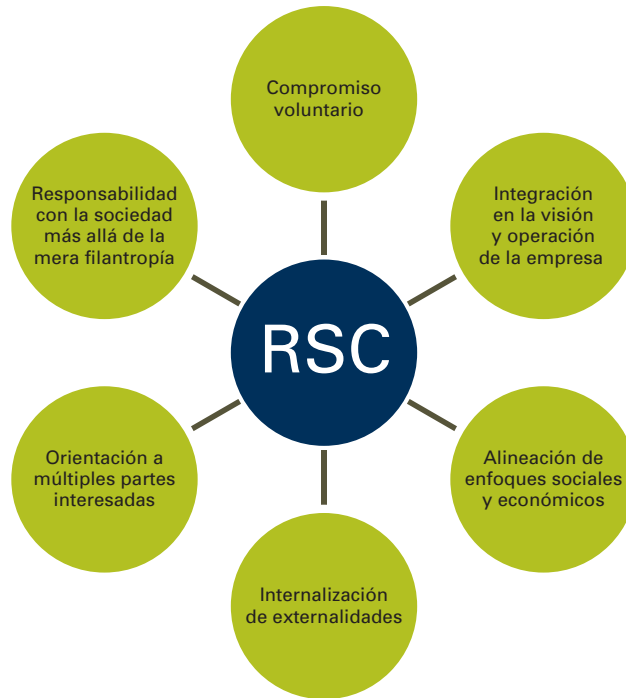 Compromiso
voluntario
Responsabilidad
con la sociedad
más allá de la
mera filantropía
Integración
en la visión
y operación
de la empresa
RSC
Orientación a
múltiples partes
interesadas
Alineación de
enfoques sociales
y económicos
Internalización
de externalidades